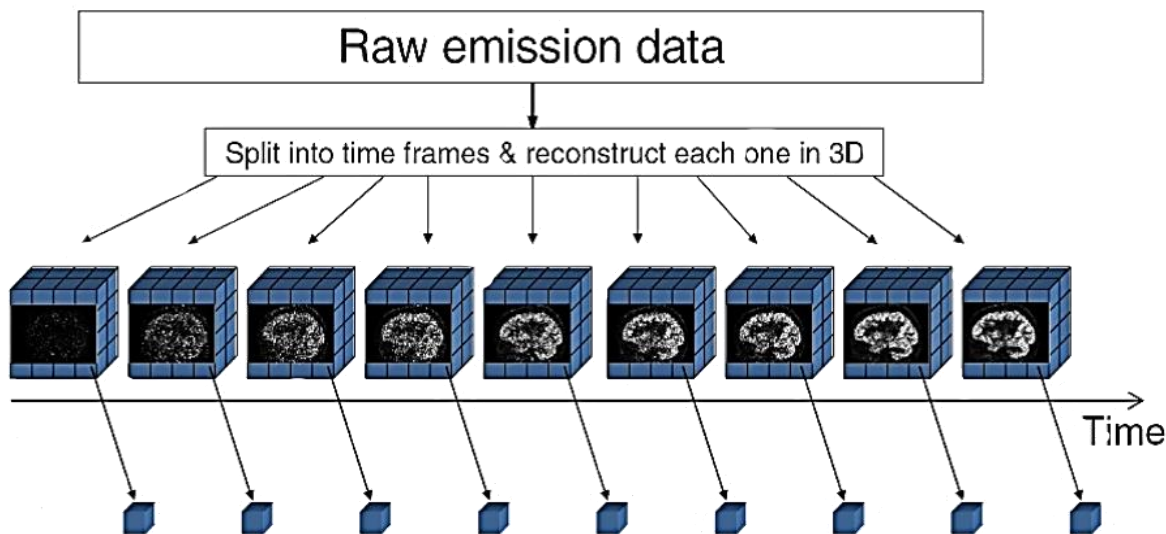 Raw emission data
Split into time frames & reconstruct each one in 3D
Time